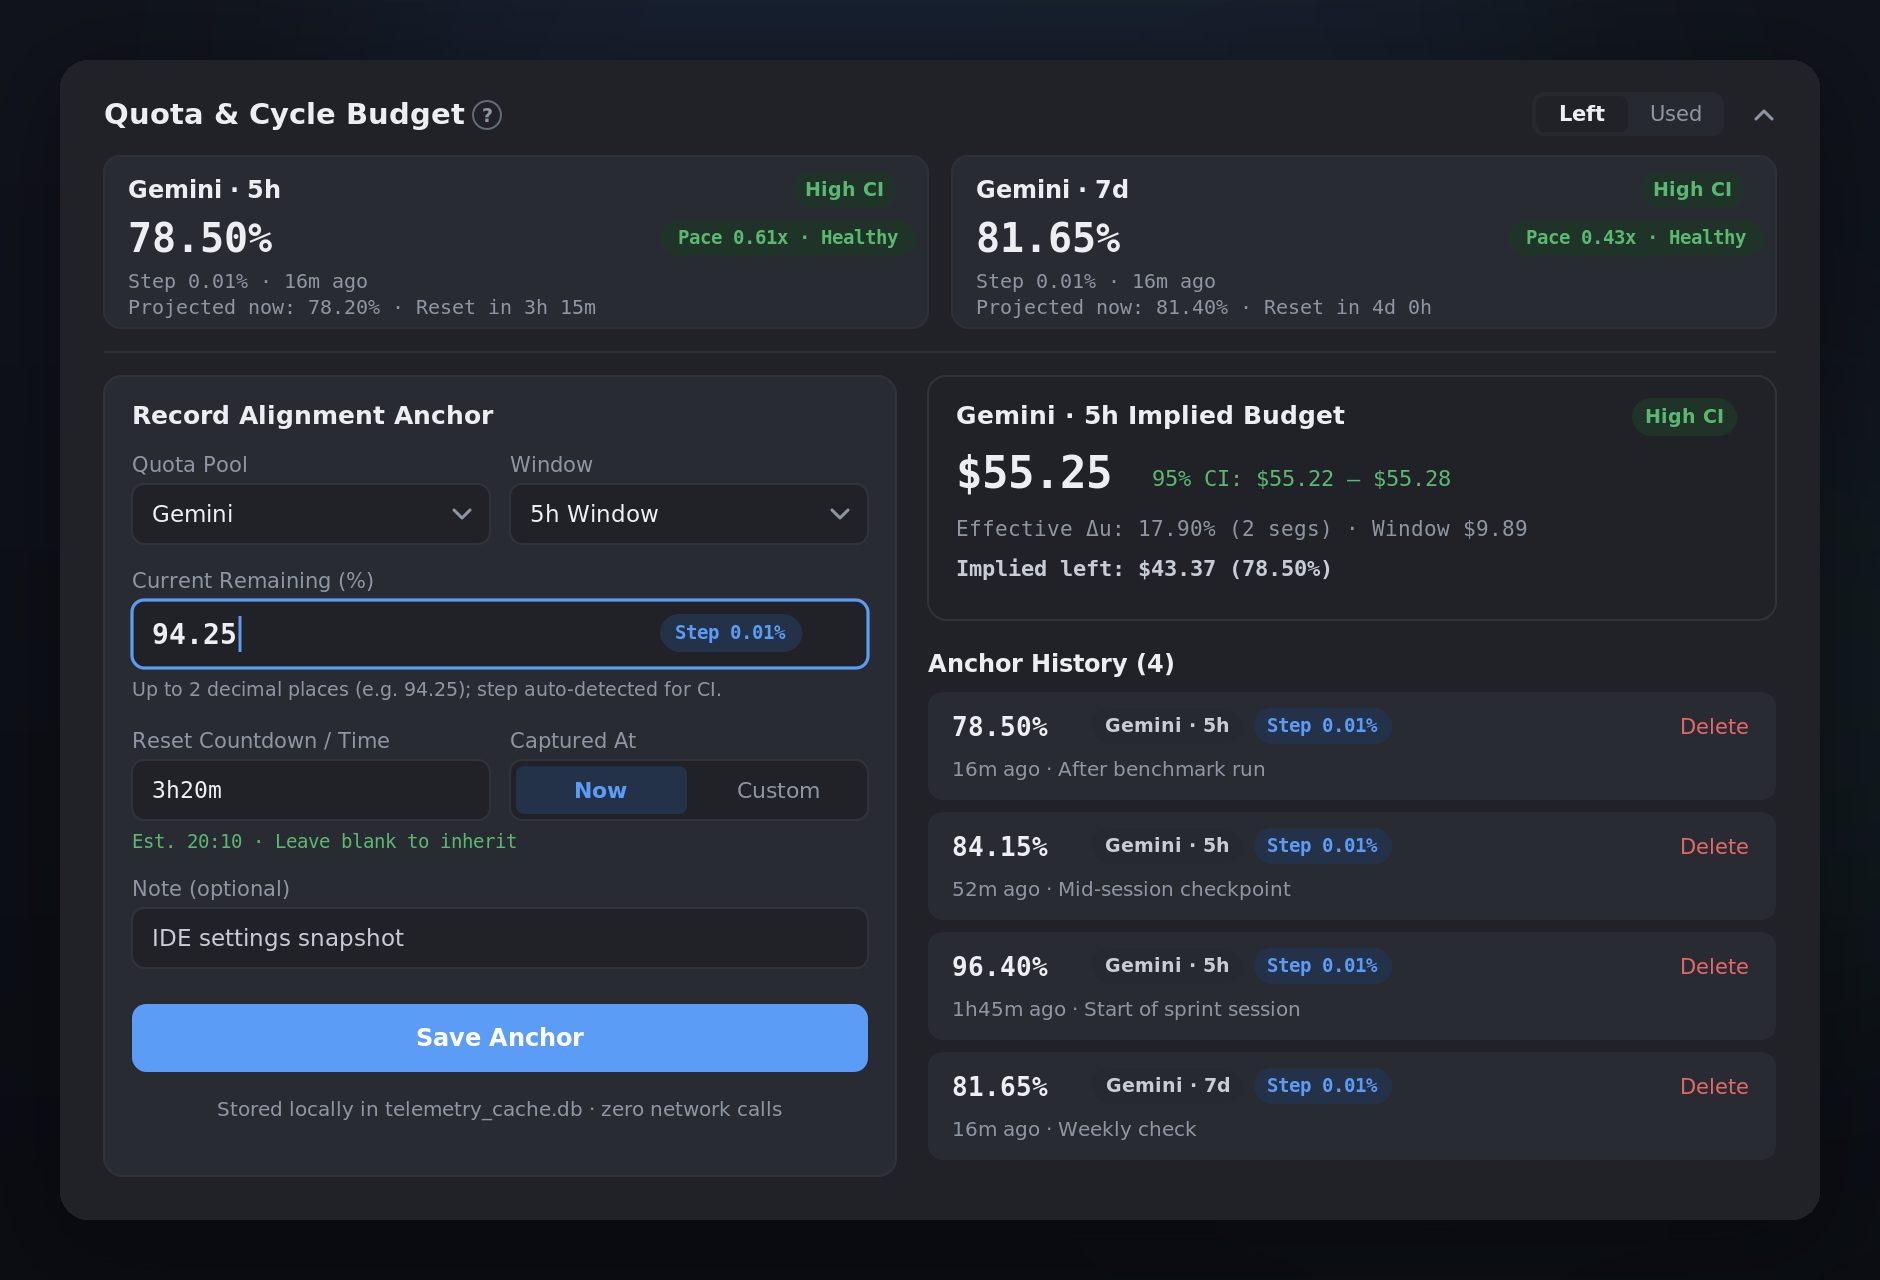 Quota & Cycle Budget ?
Left Used
Gemini · 5h High CI
78.50% Pace 0.61x · Healthy
Step 0.01% · 16m ago
Projected now: 78.20% · Reset in 3h 15m
Gemini · 7d High CI
81.65% Pace 0.43x · Healthy
Step 0.01% · 16m ago
Projected now: 81.40% · Reset in 4d 0h
Record Alignment Anchor
Quota Pool Window
Gemini 5h Window
Current Remaining (%)
94.25 Step 0.01%
Up to 2 decimal places (e.g. 94.25); step auto-detected for CI.
Reset Countdown / Time Captured At
3h20m Now Custom
Est. 20:10 · Leave blank to inherit
Note (optional)
IDE settings snapshot
Save Anchor
Stored locally in telemetry_cache.db · zero network calls
Gemini · 5h Implied Budget High CI
$55.25 95% CI: $55.22 – $55.28
Effective Δu: 17.90% (2 segs) · Window $9.89
Implied left: $43.37 (78.50%)
Anchor History (4)
78.50% Gemini · 5h Step 0.01% Delete
16m ago · After benchmark run
84.15% Gemini · 5h Step 0.01% Delete
52m ago · Mid-session checkpoint
96.40% Gemini · 5h Step 0.01% Delete
1h45m ago · Start of sprint session
81.65% Gemini · 7d Step 0.01% Delete
16m ago · Weekly check